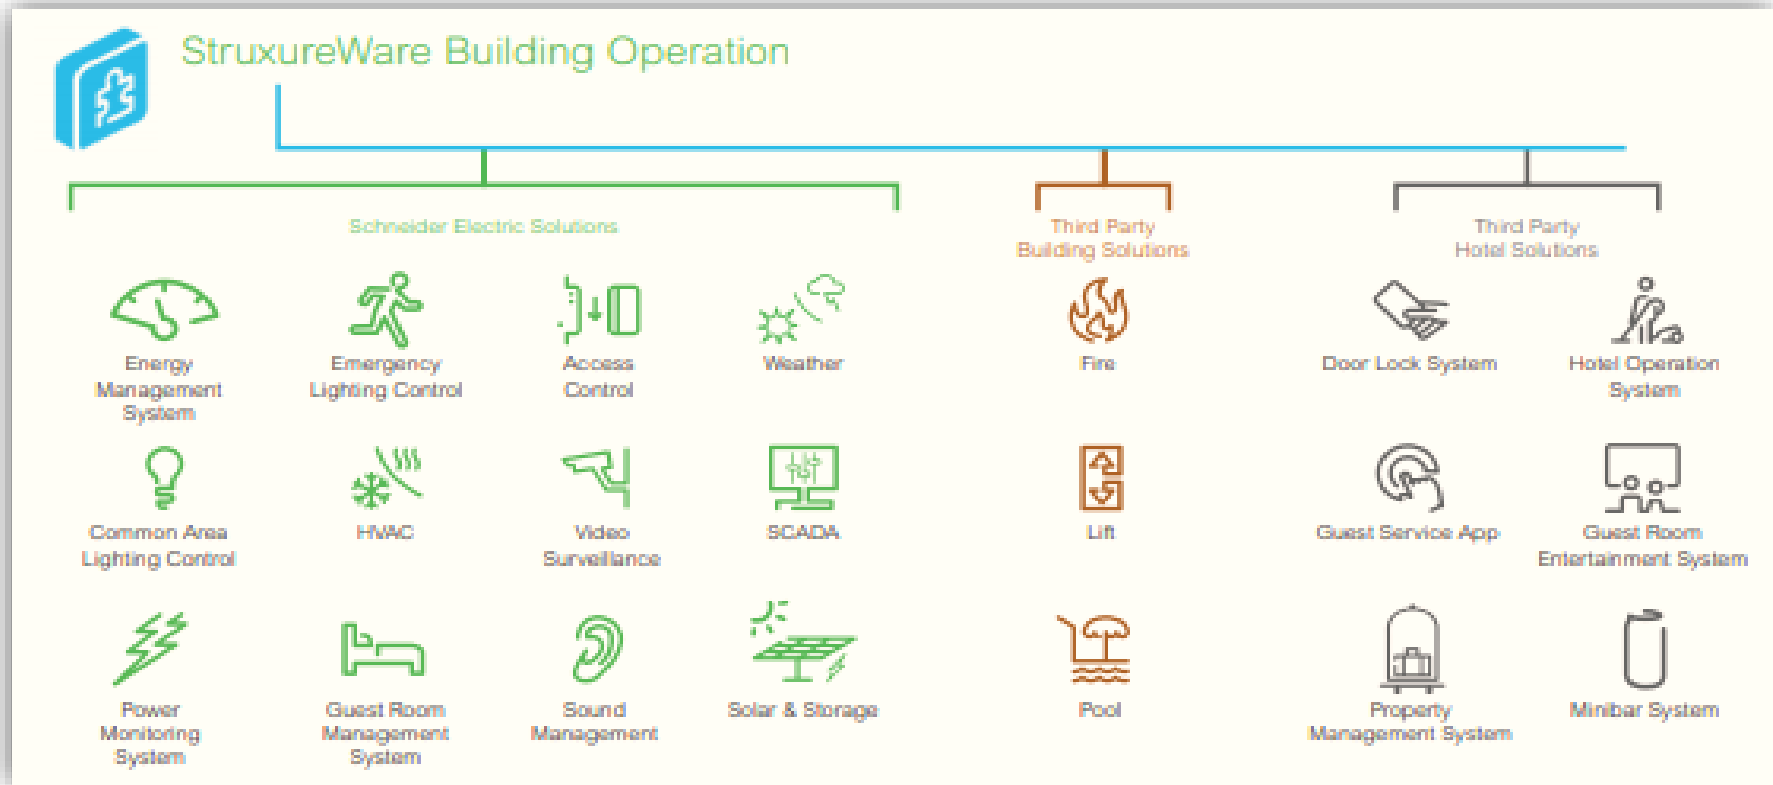 StruxureWare Building Operation
Schneider Electric Solutions
Third Party
Building Solutions
Third Party
Hotel Solutions
Energy
Management
System
Emergency
Lighting Control
Access
Control
Weather
Fire
Door Lock System
Hotel Operation
System
Common Area
Lighting Control
HVAC
Video
Surveillance
SCADA
Lift
Guest Service App
Guest Room
Entertainment System
Power
Monitoring
System
Guest Room
Management
System
Sound
Management
Solar & Storage
Pool
Property
Management System
Minibar System